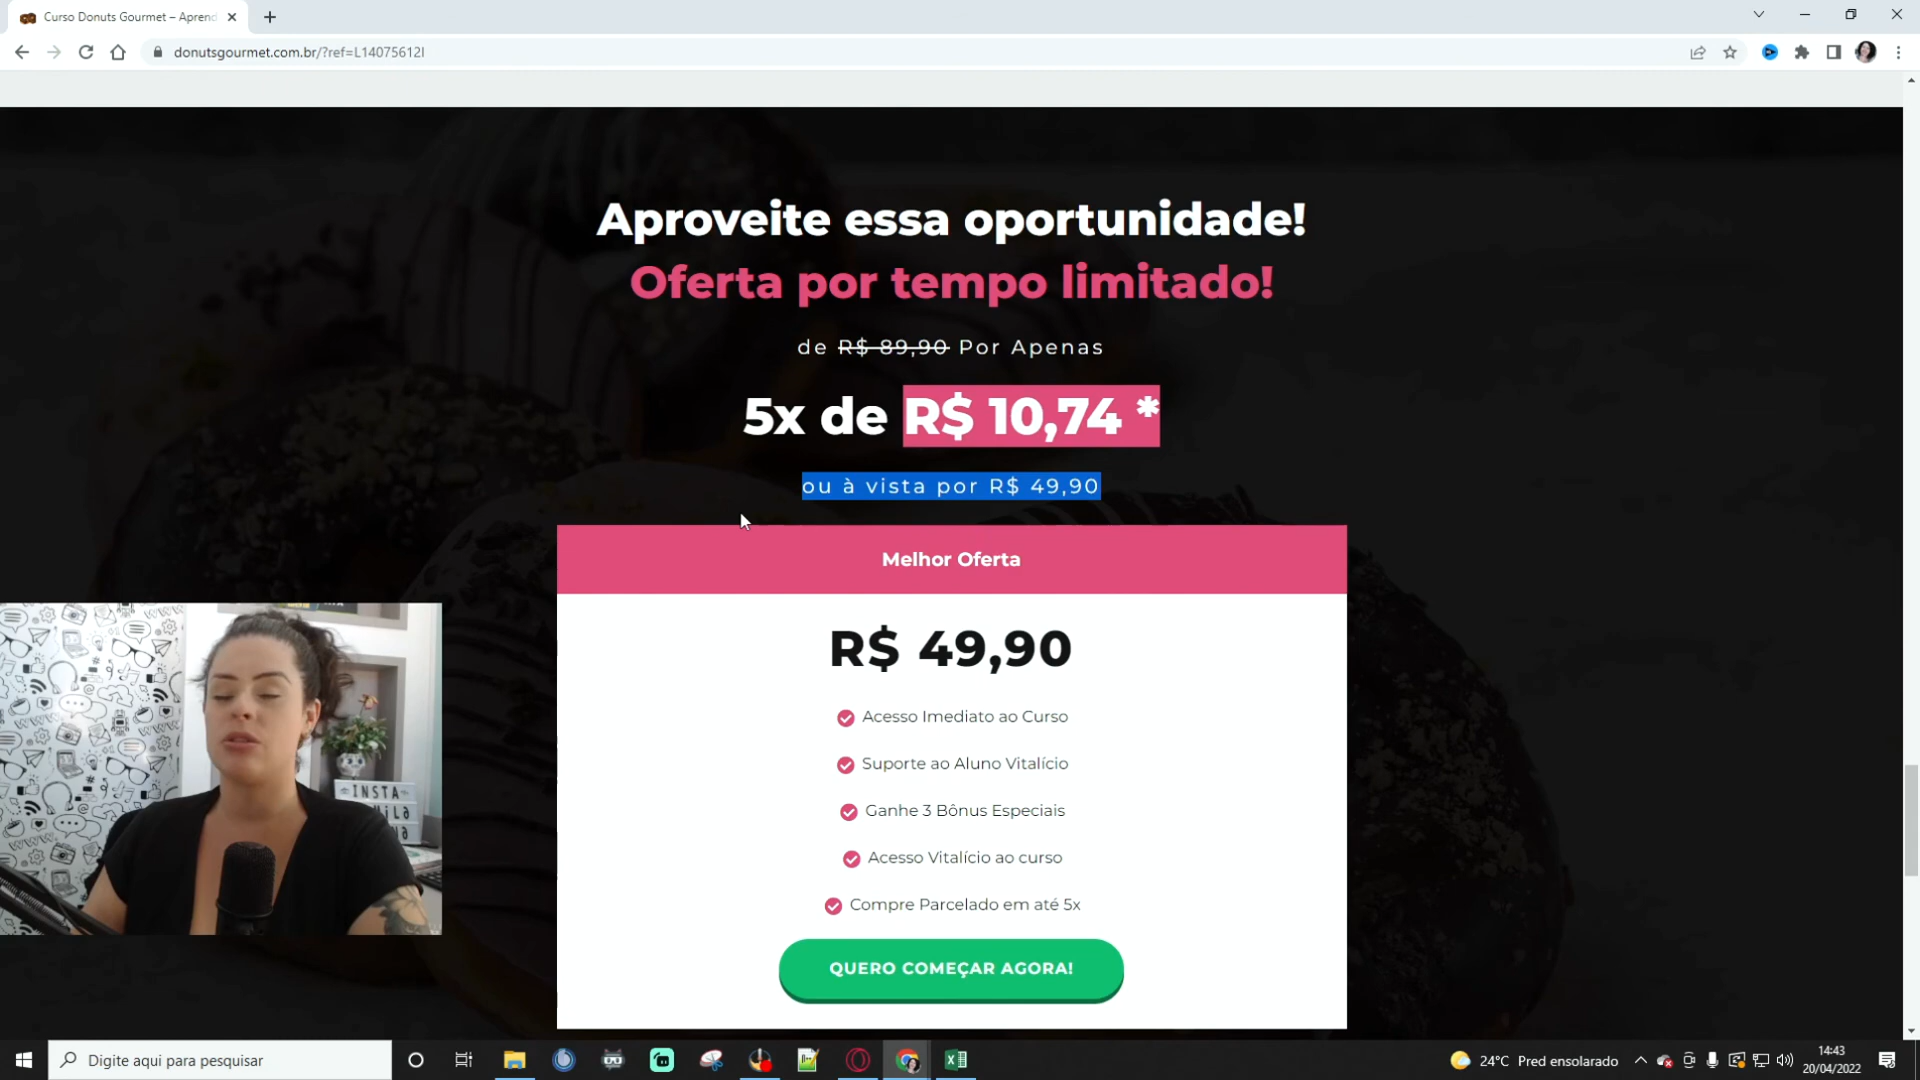 Curso Donuts Gourmet – Aprend
donutsgourmet.com.br/?ref=L14075612I
Aproveite essa oportunidade!
Oferta por tempo limitado!
de R$ 89,90 Por Apenas
5x de R$ 10,74 *
ou à vista por R$ 49,90
Melhor Oferta
R$ 49,90
Acesso Imediato ao Curso
Suporte ao Aluno Vitalício
Ganhe 3 Bônus Especiais
Acesso Vitalício ao curso
Compre Parcelado em até 5x
QUERO COMEÇAR AGORA!
INSTA
Digite aqui para pesquisar
24°C Pred ensolarado
14:43
20/04/2022